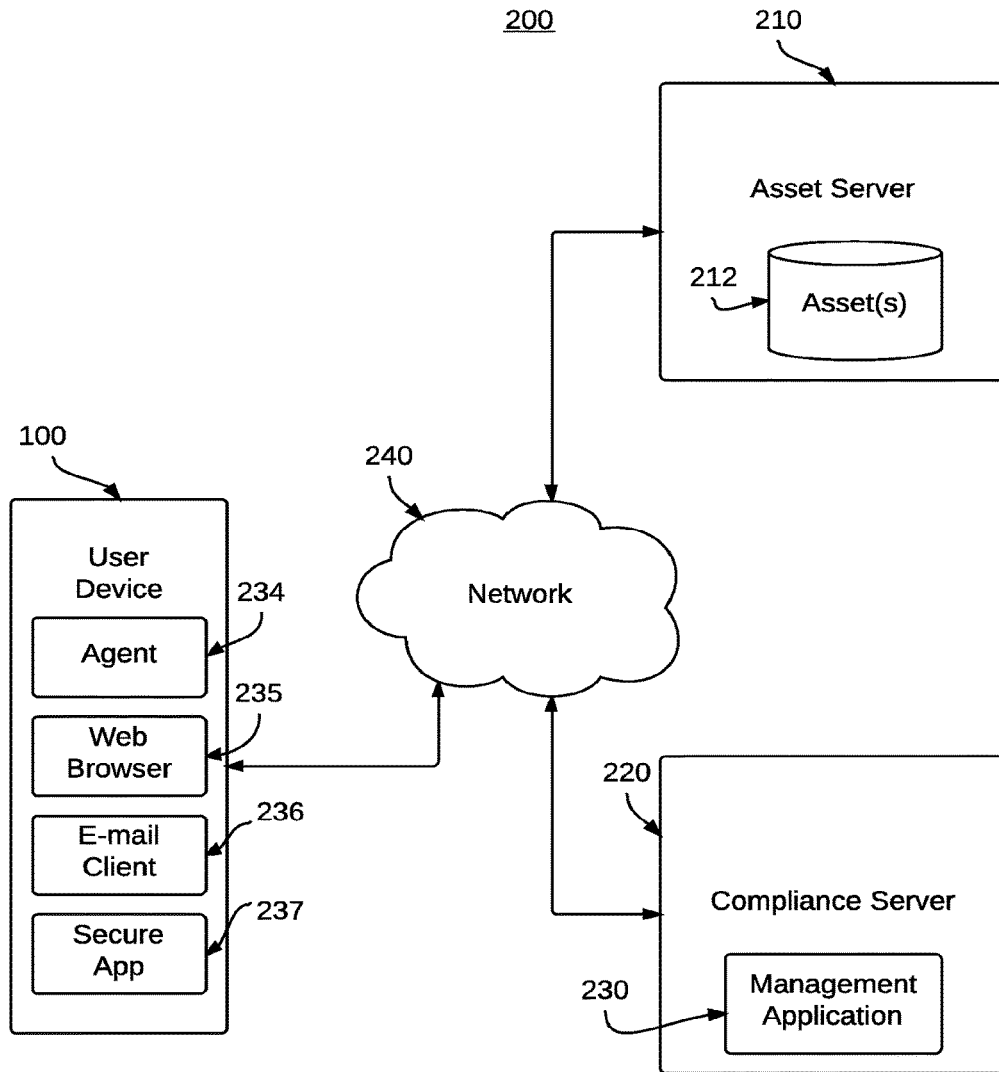 200
210
Asset Server
212
Asset(s)
100
240
User
Device
234
Network
Agent
235
Web
Browser
220
236
E-mail
Client
237
Compliance Server
Secure
App
230
Management
Application